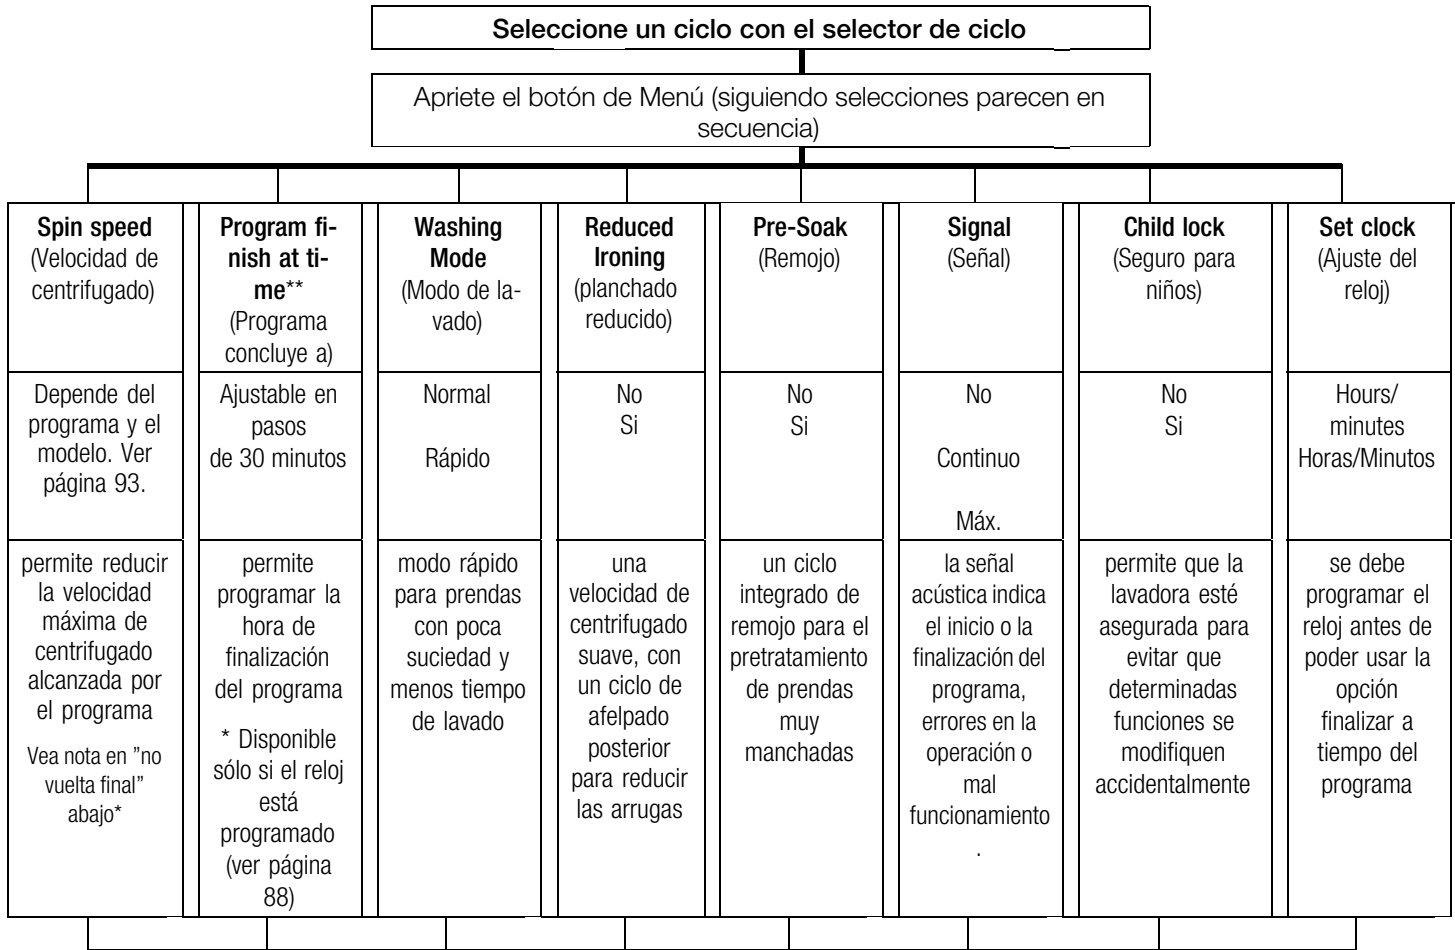 Seleccione un ciclo con el selector de ciclo
Apriete el botón de Menú (siguiendo selecciones parecen en
secuencia)
Spin speed
(Velocidad de
centrifugado)
Depende del
programa y el
modelo. Ver
página 93.
permite reducir
la velocidad
máxima de
centrifugado
alcanzada por
el programa
Vea nota en ”no
vuelta final”
abajo*
Program fi-
nish at ti-
me**
(Programa
concluye a)
Ajustable en
pasos
de 30 minutos
permite
programar la
hora de
finalización
del programa
* Disponible
sólo si el reloj
está
programado
(ver página
88)
Washing
Mode
(Modo de la-
vado)
Normal
Rápido
modo rápido
para prendas
con poca
suciedad y
menos tiempo
de lavado
Reduced
Ironing
(planchado
reducido)
No
Si
una
velocidad de
centrifugado
suave, con
un ciclo de
afelpado
posterior
para reducir
las arrugas
Pre-Soak
(Remojo)
No
Si
un ciclo
integrado de
remojo para el
pretratamiento
de prendas
muy
manchadas
Signal
(Señal)
No
Continuo
Máx.
la señal
acústica indica
el inicio o la
finalización del
programa,
errores en la
operación o
mal
funcionamiento
.
Child lock
(Seguro para
niños)
No
Si
permite que la
lavadora esté
asegurada para
evitar que
determinadas
funciones se
modifiquen
accidentalmente
Set clock
(Ajuste del
reloj)
Hours/
minutes
Horas/Minutos
se debe
programar el
reloj antes de
poder usar la
opción
finalizar a
tiempo del
programa